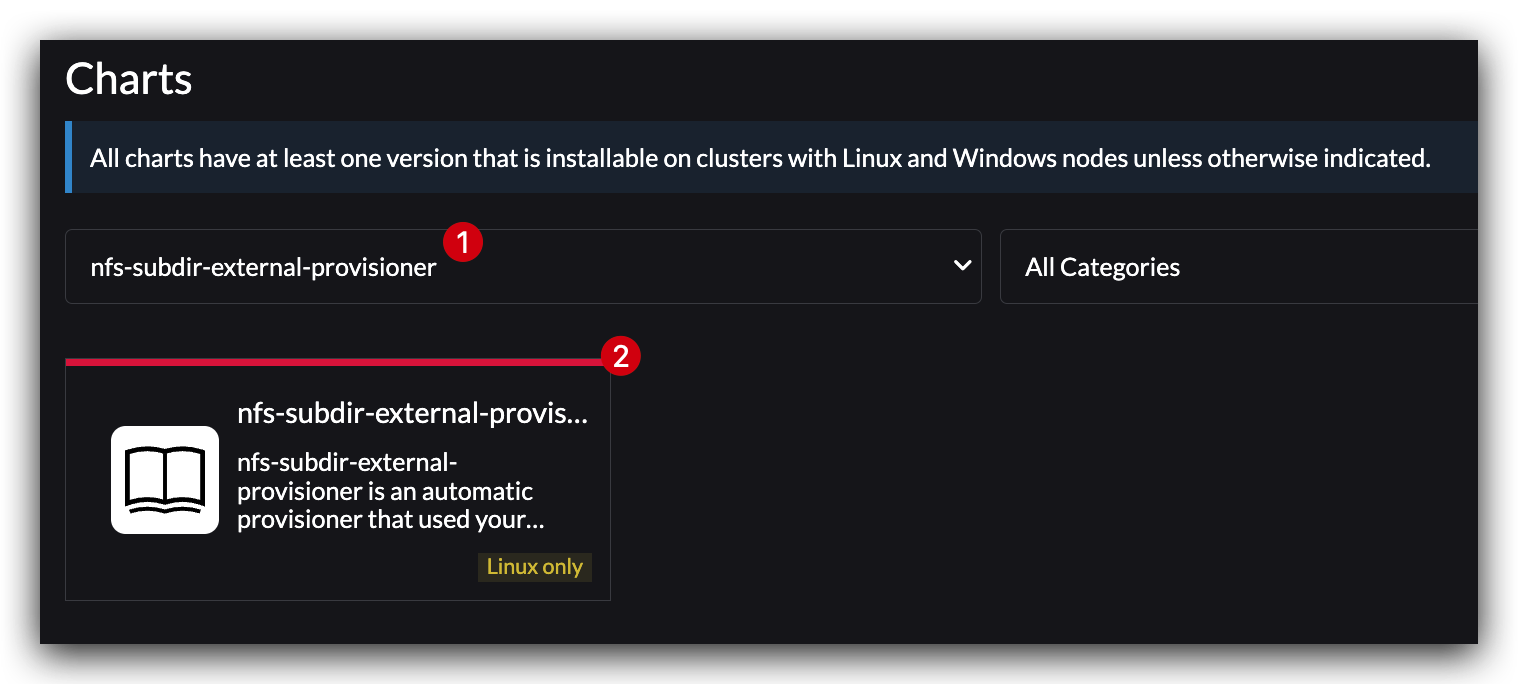 Charts
All charts have at least one version that is installable on clusters with Linux and Windows nodes unless otherwise indicated.
1
nfs-subdir-external-provisioner
All Categories
2
nfs-subdir-external-provis...
nfs-subdir-external-
provisioner is an automatic
provisioner that used your...
Linux only